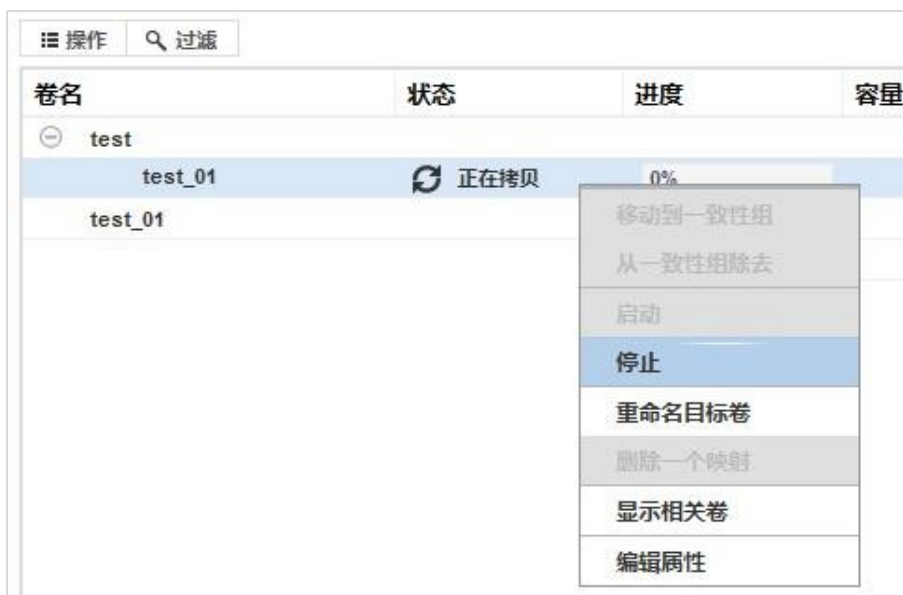 操作 过滤
卷名 状态 进度 容量
test
test_01 正在拷贝 0%
test_01
移动到一致性组
从一致性组除去
启动
停止
重命名目标卷
删除一个映射
显示相关卷
编辑属性